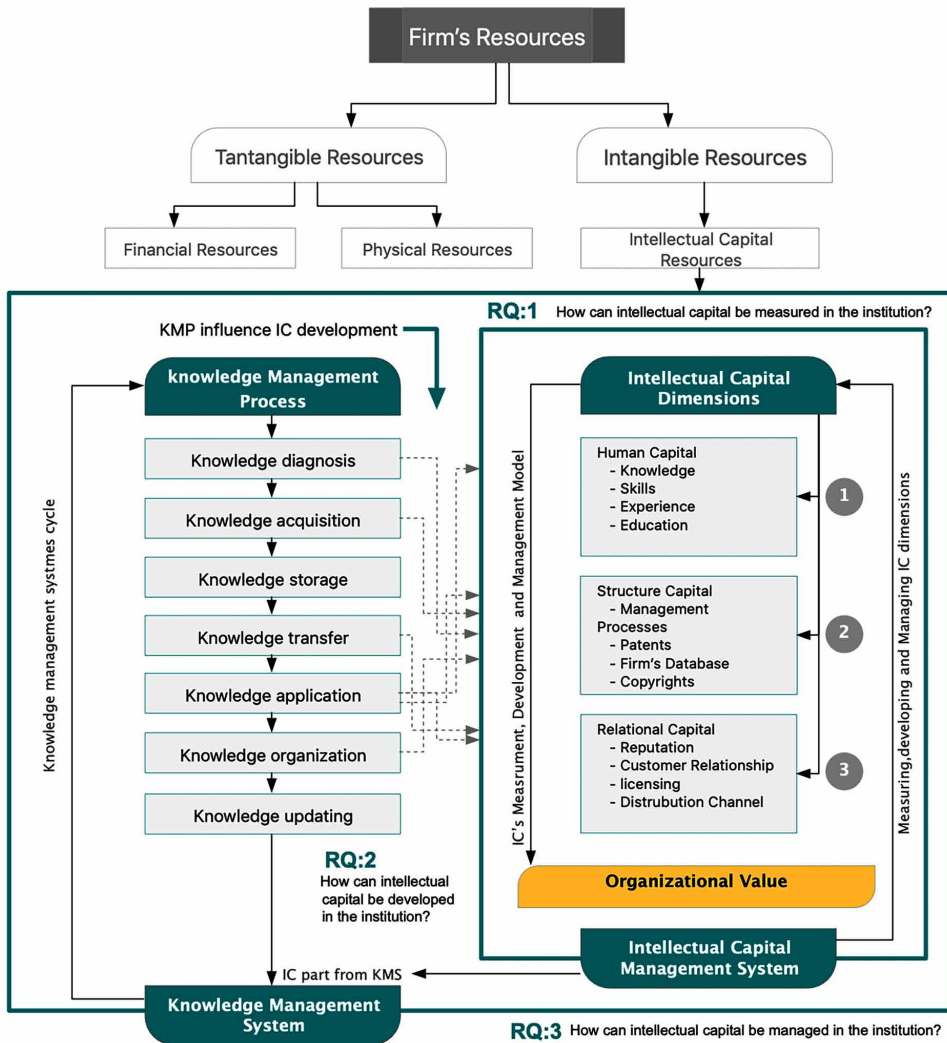 Firm's Resources
Tantangible Resources
Intangible Resources
Financial Resources
Physical Resources
Intellectual Capital
Resources
RQ:1 How can intellectual capital be measured in the institution?
KMP influence IC development
knowledge Management
Process
Knowledge diagnosis
Knowledge acquisition
Knowledge storage
Knowledge transfer
Knowledge application
Knowledge organization
Knowledge updating
Knowledge management systmes cycle
RQ:2
How can intellectual
capital be developed
in the institution?
IC part from KMS
Knowledge Management
System
Intellectual Capital
Dimensions
IC's Measrument, Development and Management Model
Human Capital
- Knowledge
- Skills
- Experience
- Education
1
Structure Capital
- Management
Processes
- Patents
- Firm's Database
- Copyrights
2
Relational Capital
- Reputation
- Customer Relationship
- licensing
- Distrubution Channel
3
Measuring,developing and Managing IC dimensions
Organizational Value
Intellectual Capital
Management System
RQ:3 How can intellectual capital be managed in the institution?